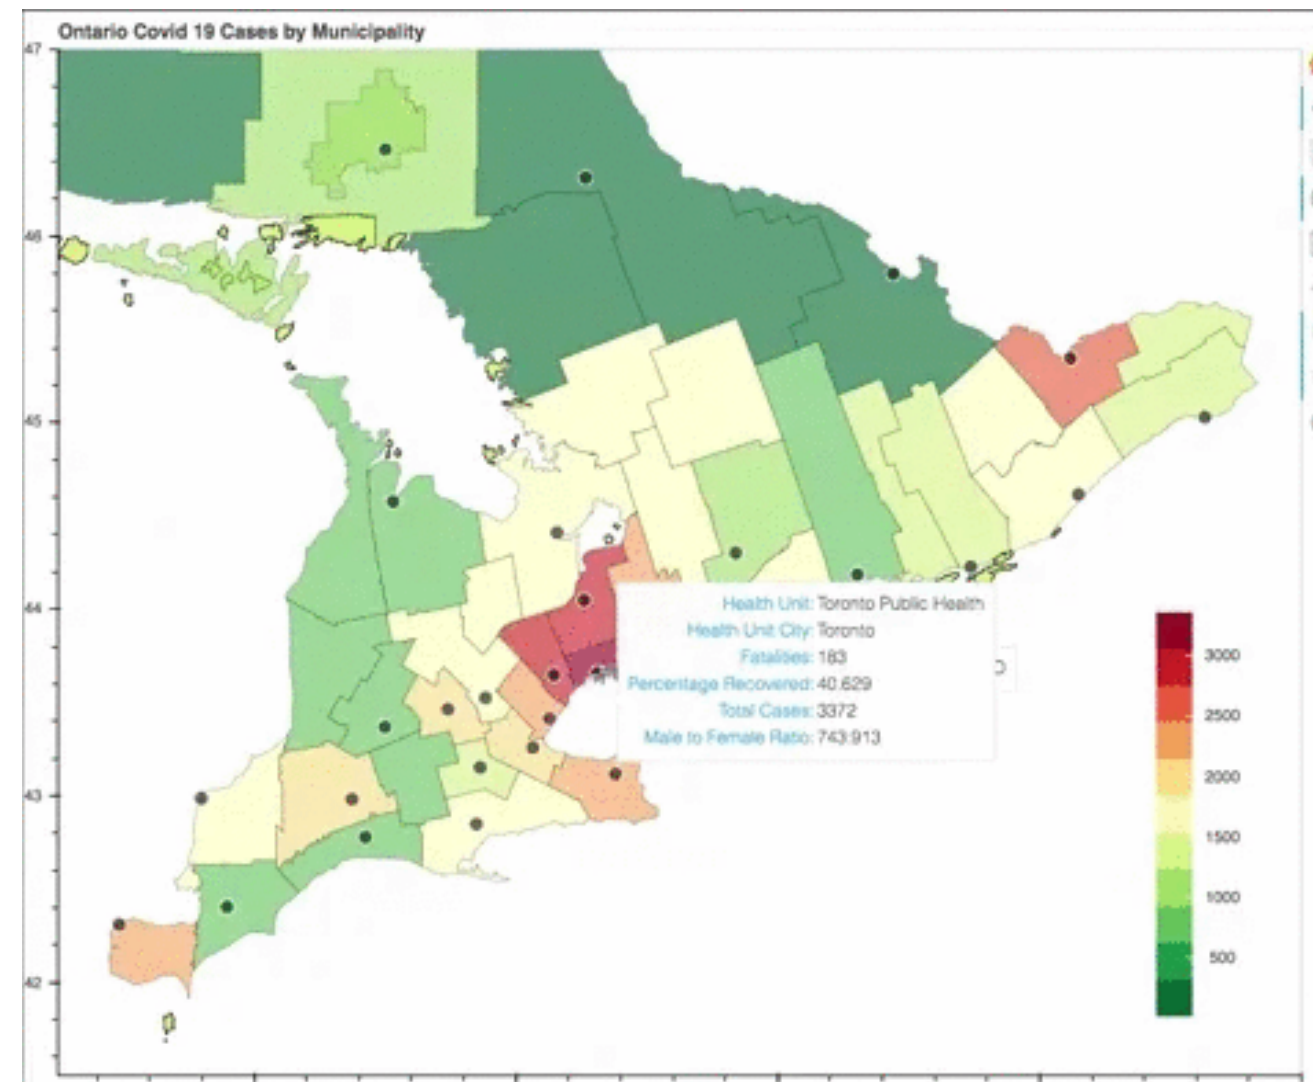 Ontario Covid 19 Cases by Municipality
47
46
45
44
43
42
Health Unit: Toronto Public Health
Health Unit City: Toronto
Fatalities: 183
Percentage Recovered: 40.629
Total Cases: 3372
Male to Female Ratio: 743:913
3000
2500
2000
1500
1000
500